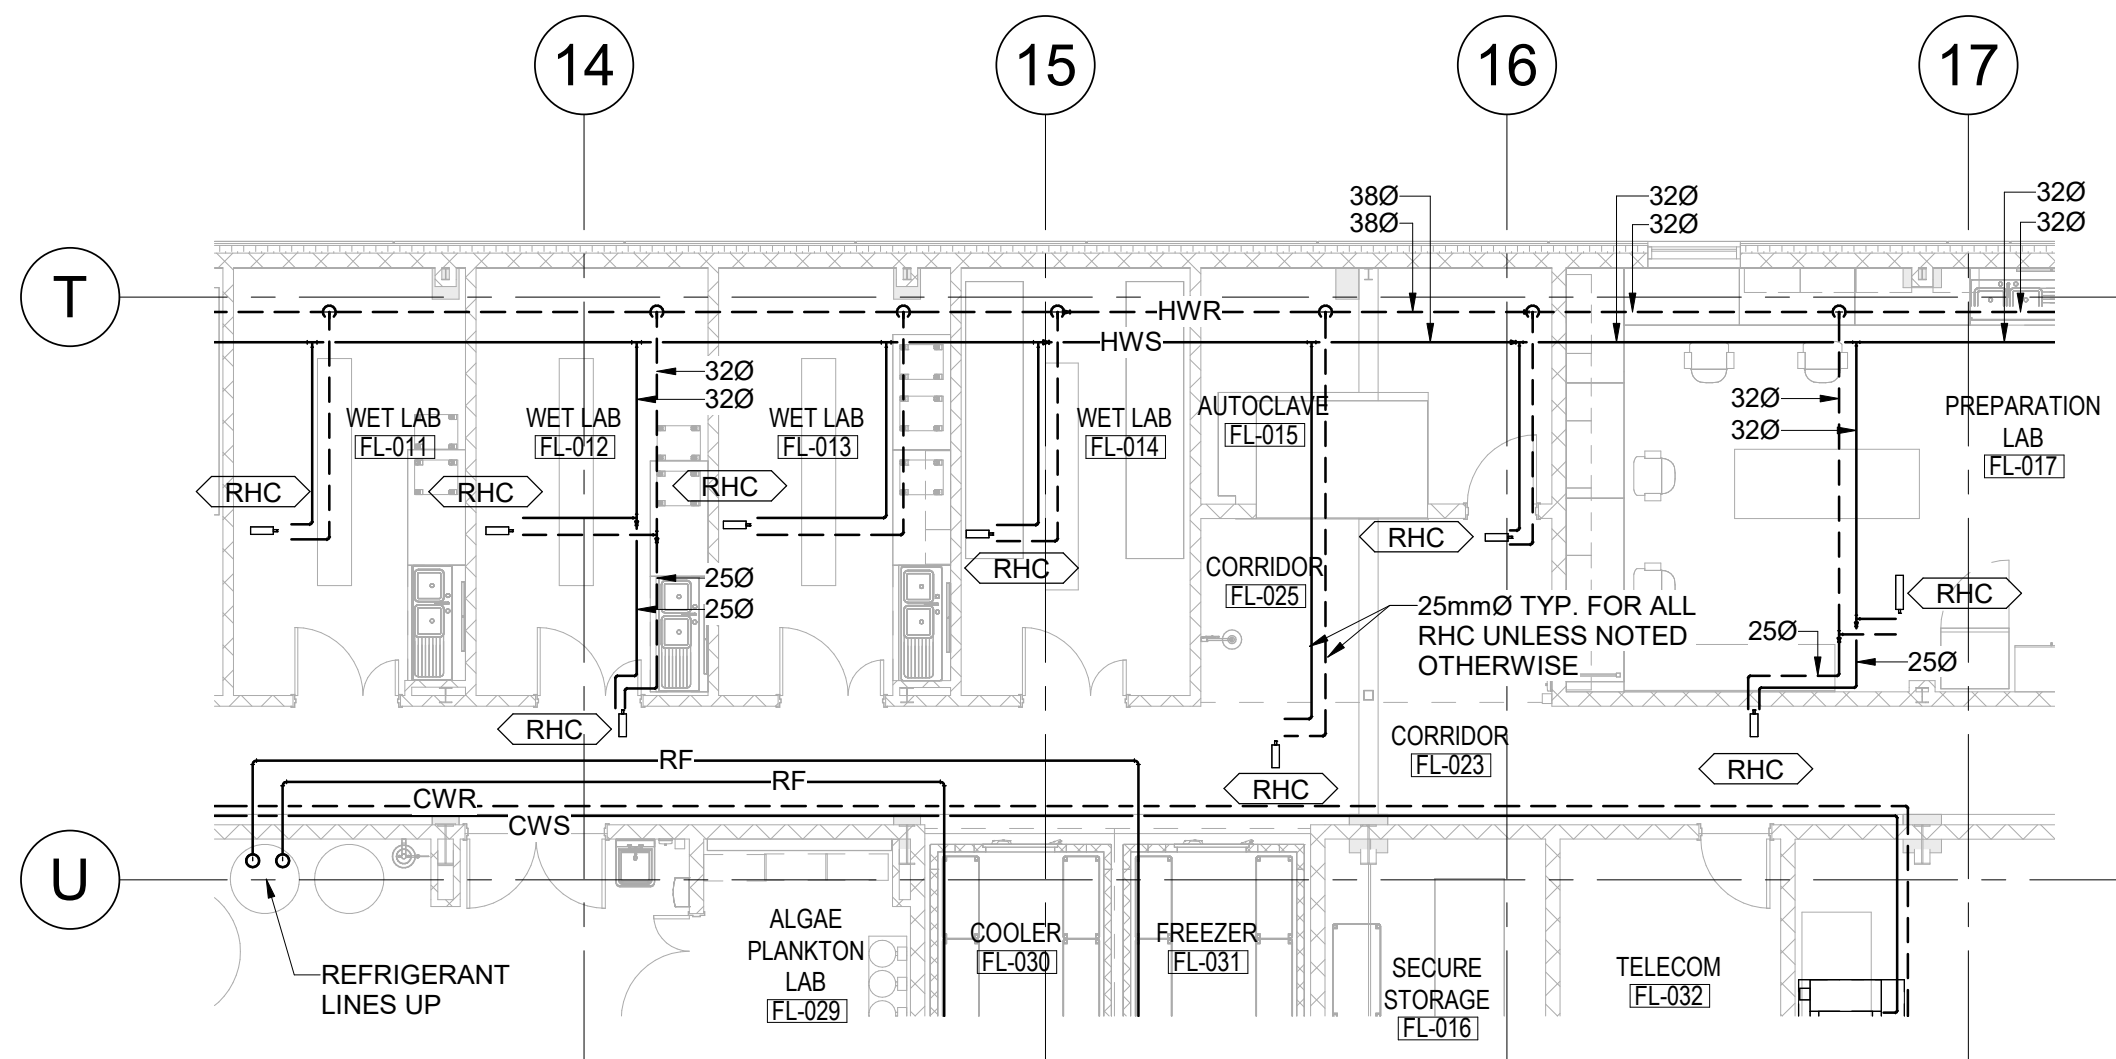 14
15
16
17
38Ø
38Ø
32Ø
32Ø
32Ø
32Ø
T
HWR
HWS
32Ø
32Ø
32Ø
32Ø
WET LAB
FL-011
WET LAB
FL-012
WET LAB
FL-013
WET LAB
FL-014
AUTOCLAVE
FL-015
PREPARATION
LAB
FL-017
RHC
RHC
RHC
RHC
RHC
RHC
CORRIDOR
FL-025
25Ø
25Ø
25mmØ TYP. FOR ALL
RHC UNLESS NOTED
OTHERWISE
25Ø
25Ø
RHC
CORRIDOR
FL-023
RHC
RHC
RF
RF
CWR
CWS
U
REFRIGERANT
LINES UP
ALGAE
PLANKTON
LAB
FL-029
COOLER
FL-030
FREEZER
FL-031
SECURE
STORAGE
FL-016
TELECOM
FL-032